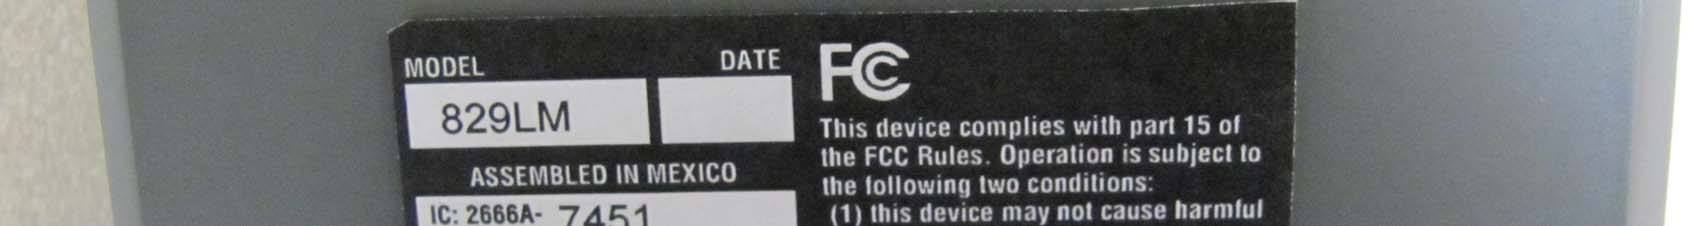 MODEL DATE
829LM
ASSEMBLED IN MEXICO
IC: 2666A- 7451
FC
This device complies with part 15 of
the FCC Rules. Operation is subject to
the following two conditions:
(1) this device may not cause harmful